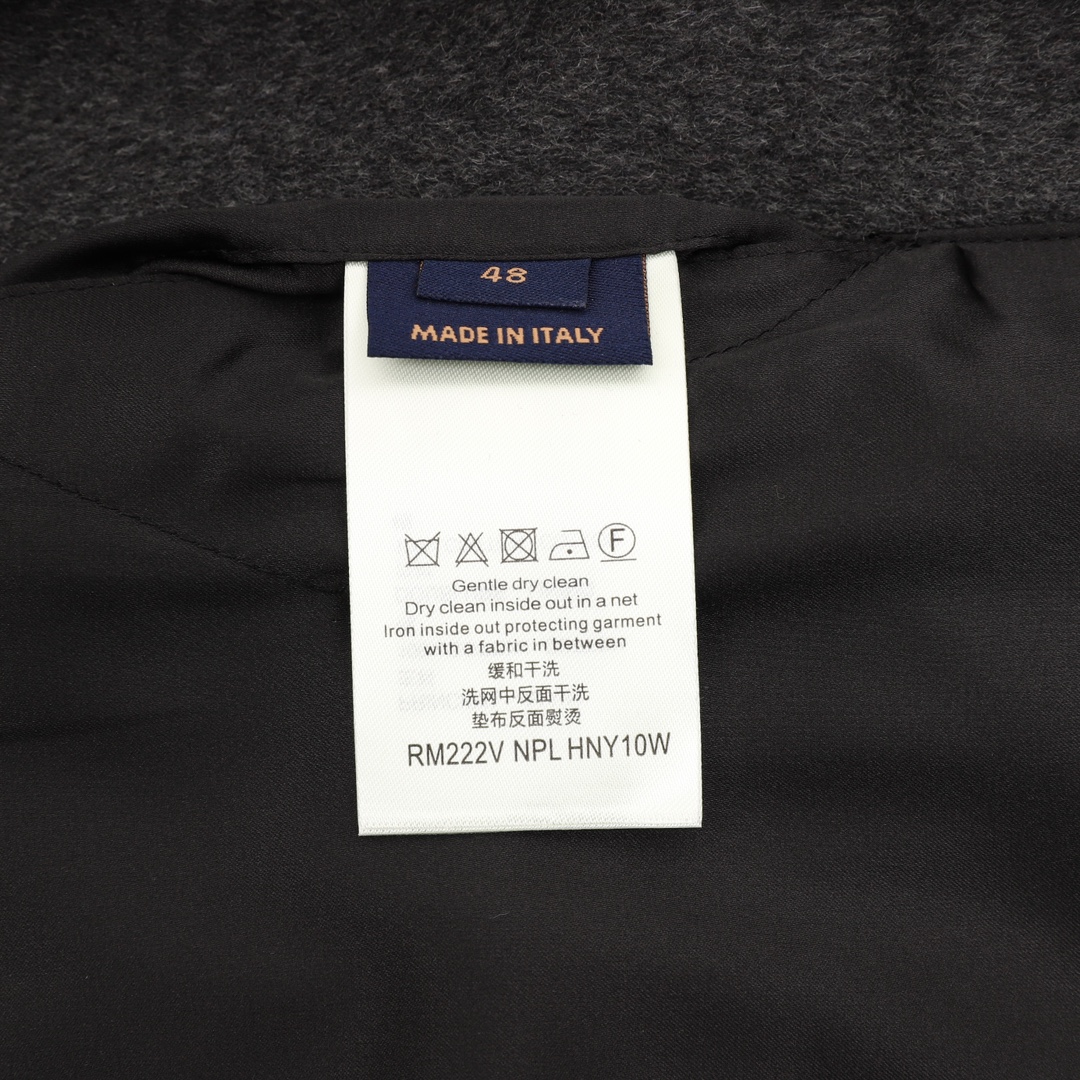 48
MADE IN ITALY
F
Gentle dry clean
Dry clean inside out in a net
Iron inside out protecting garment
with a fabric in between
缓和干洗
洗网中反面干洗
垫布反面熨烫
RM222V NPL HNY10W